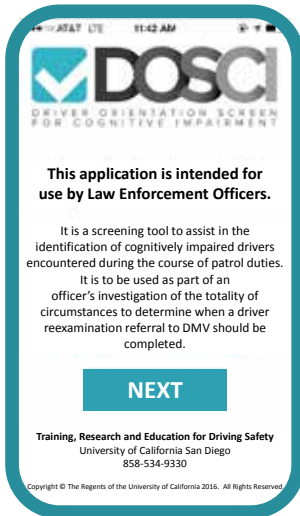 AT&T LTE 11:42 AM
DOSCI
DRIVER ORIENTATION SCREEN
FOR COGNITIVE IMPAIRMENT
This application is intended for
use by Law Enforcement Officers.
It is a screening tool to assist in the
identification of cognitively impaired drivers
encountered during the course of patrol duties.
It is to be used as part of an
officer's investigation of the totality of
circumstances to determine when a driver
reexamination referral to DMV should be
completed.
NEXT
Training, Research and Education for Driving Safety
University of California San Diego
858-534-9330
Copyright © The Regents of the University of California 2016. All Rights Reserved